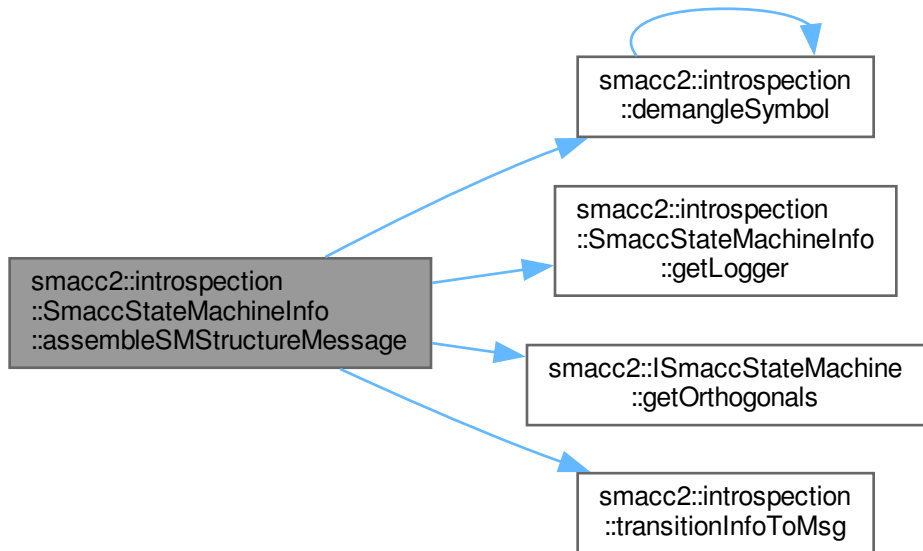 smacc2::introspection
::demangleSymbol
smacc2::introspection
::SmaccStateMachineInfo
::getLogger
smacc2::introspection
::SmaccStateMachineInfo
::assembleSMStructureMessage
smacc2::ISmaccStateMachine
::getOrthogonals
smacc2::introspection
::transitionInfoToMsg